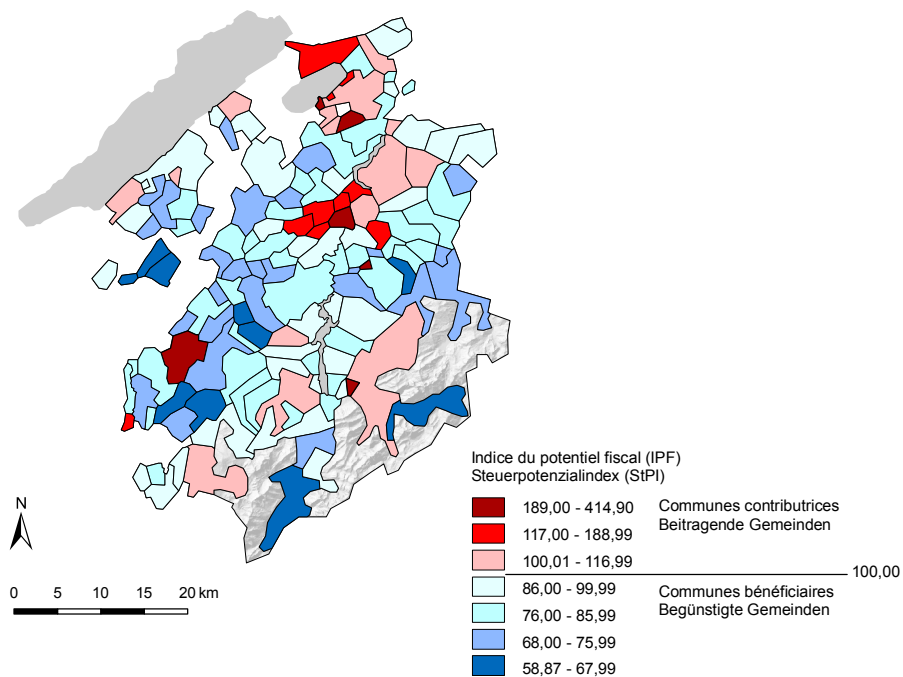 Indice du potentiel fiscal (IPF)
Steuerpotenzialindex (StPI)
189,00 - 414,90
117,00 - 188,99
100,01 - 116,99
Communes contributrices
Beitragende Gemeinden
100,00
86,00 - 99,99
76,00 - 85,99
68,00 - 75,99
58,87 - 67,99
Communes bénéficiaires
Begünstigte Gemeinden
N
0 5 10 15 20 km